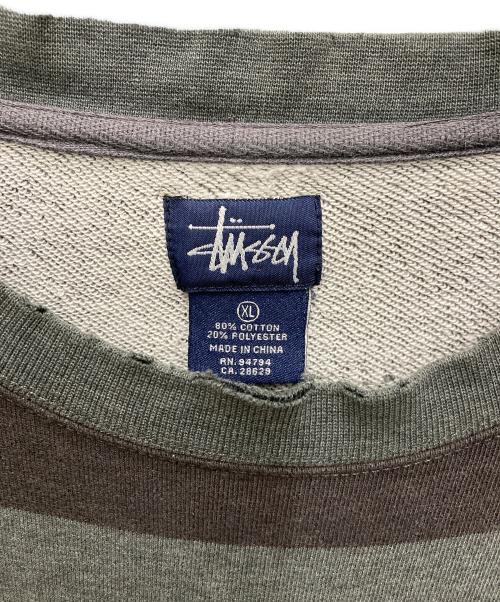 Stüssy
XL
80% COTTON
20% POLYESTER
MADE IN CHINA
RN. 94794
CA. 28629